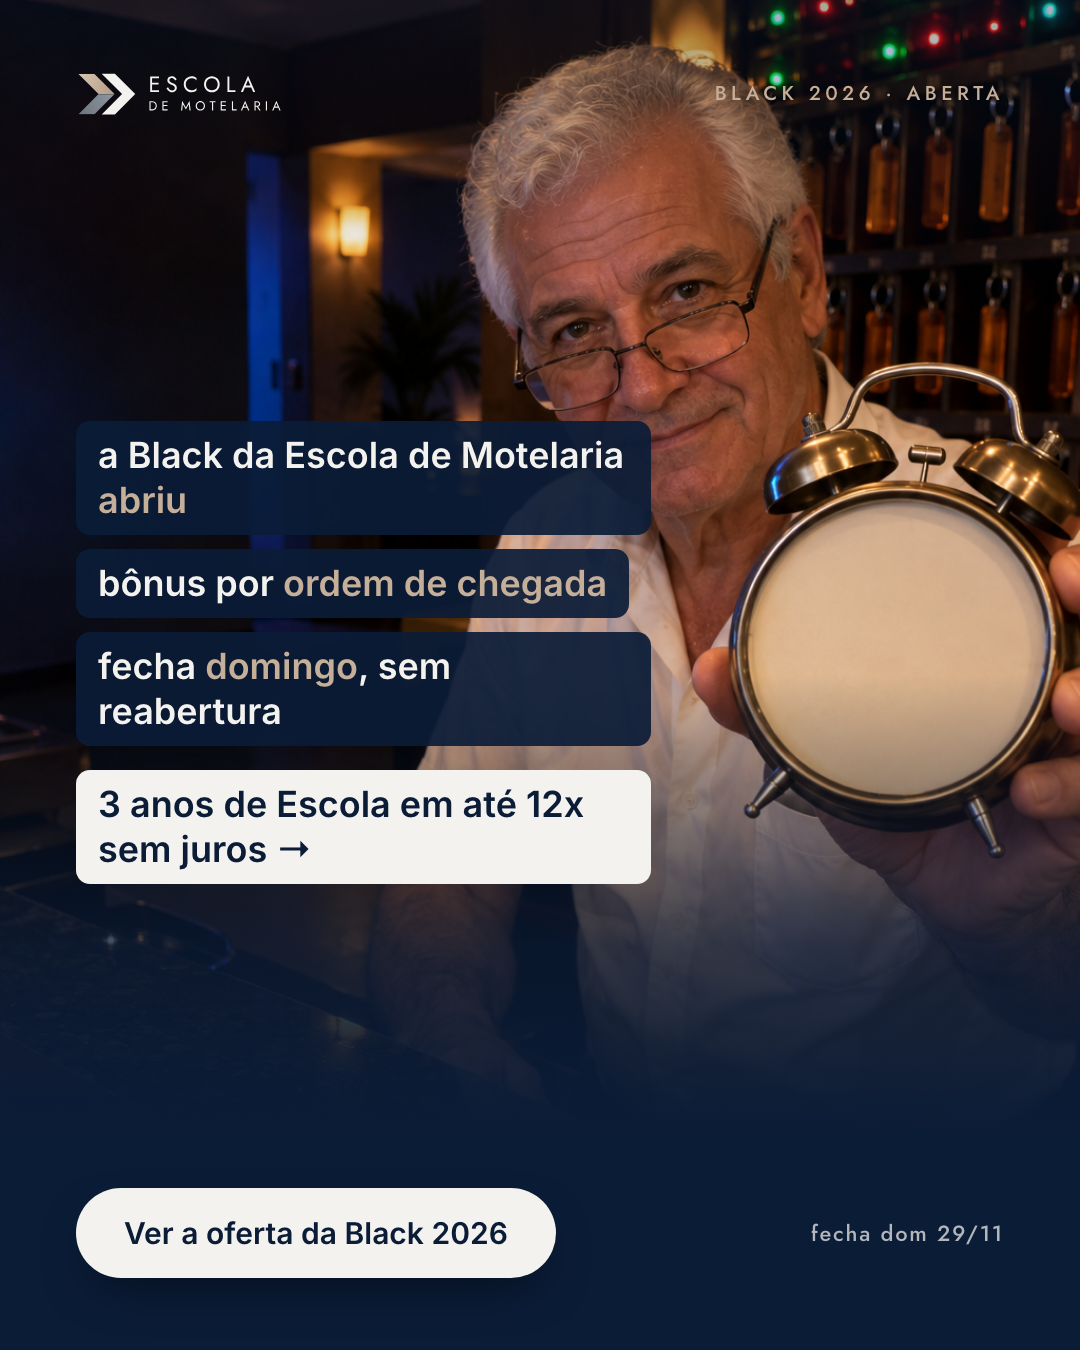 ESCOLA
DE MOTELARIA
BLACK 2026 · ABERTA
a Black da Escola de Motelaria
abriu
bônus por ordem de chegada
fecha domingo, sem
reabertura
3 anos de Escola em até 12x
sem juros →
Ver a oferta da Black 2026
fecha dom 29/11